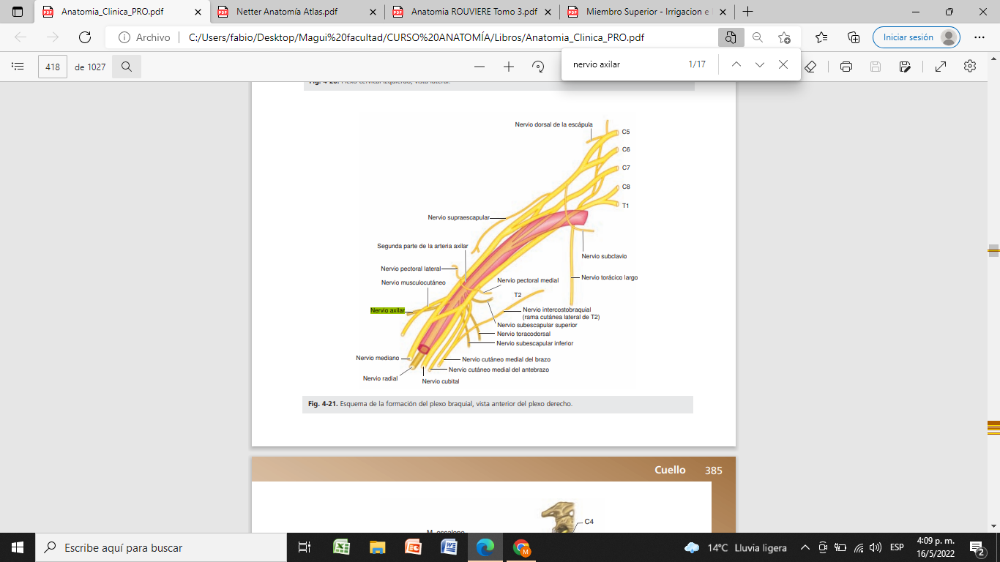 Anatomia_Clinica_PRO.pdf
Netter Anatomía Atlas.pdf
Anatomia ROUVIERE Tomo 3.pdf
Miembro Superior - Irrigacion e
Archivo
C:/Users/fabio/Desktop/Magui%20facultad/CURSO%20ANATOMÍA/Libros/Anatomia_Clinica_PRO.pdf
Iniciar sesión
418 de 1027
nervio axilar 1/17
Fig. 4-20. Plexo cervical izquierdo, vista lateral.
Nervio dorsal de la escápula
C5
C6
C7
C8
T1
Nervio supraescapular
Segunda parte de la arteria axilar
Nervio subclavio
Nervio pectoral lateral
Nervio torácico largo
Nervio pectoral medial
Nervio musculocutáneo
T2
Nervio axilar
Nervio intercostobraquial
(rama cutánea lateral de T2)
Nervio subescapular superior
Nervio toracodorsal
Nervio subescapular inferior
Nervio mediano
Nervio cutáneo medial del brazo
Nervio cutáneo medial del antebrazo
Nervio radial
Nervio cubital
Fig. 4-21. Esquema de la formación del plexo braquial, vista anterior del plexo derecho.
Cuello 385
C4
M. escaleno
Escribe aquí para buscar
14°C Lluvia ligera
ESP
4:09 p. m.
16/5/2022
2